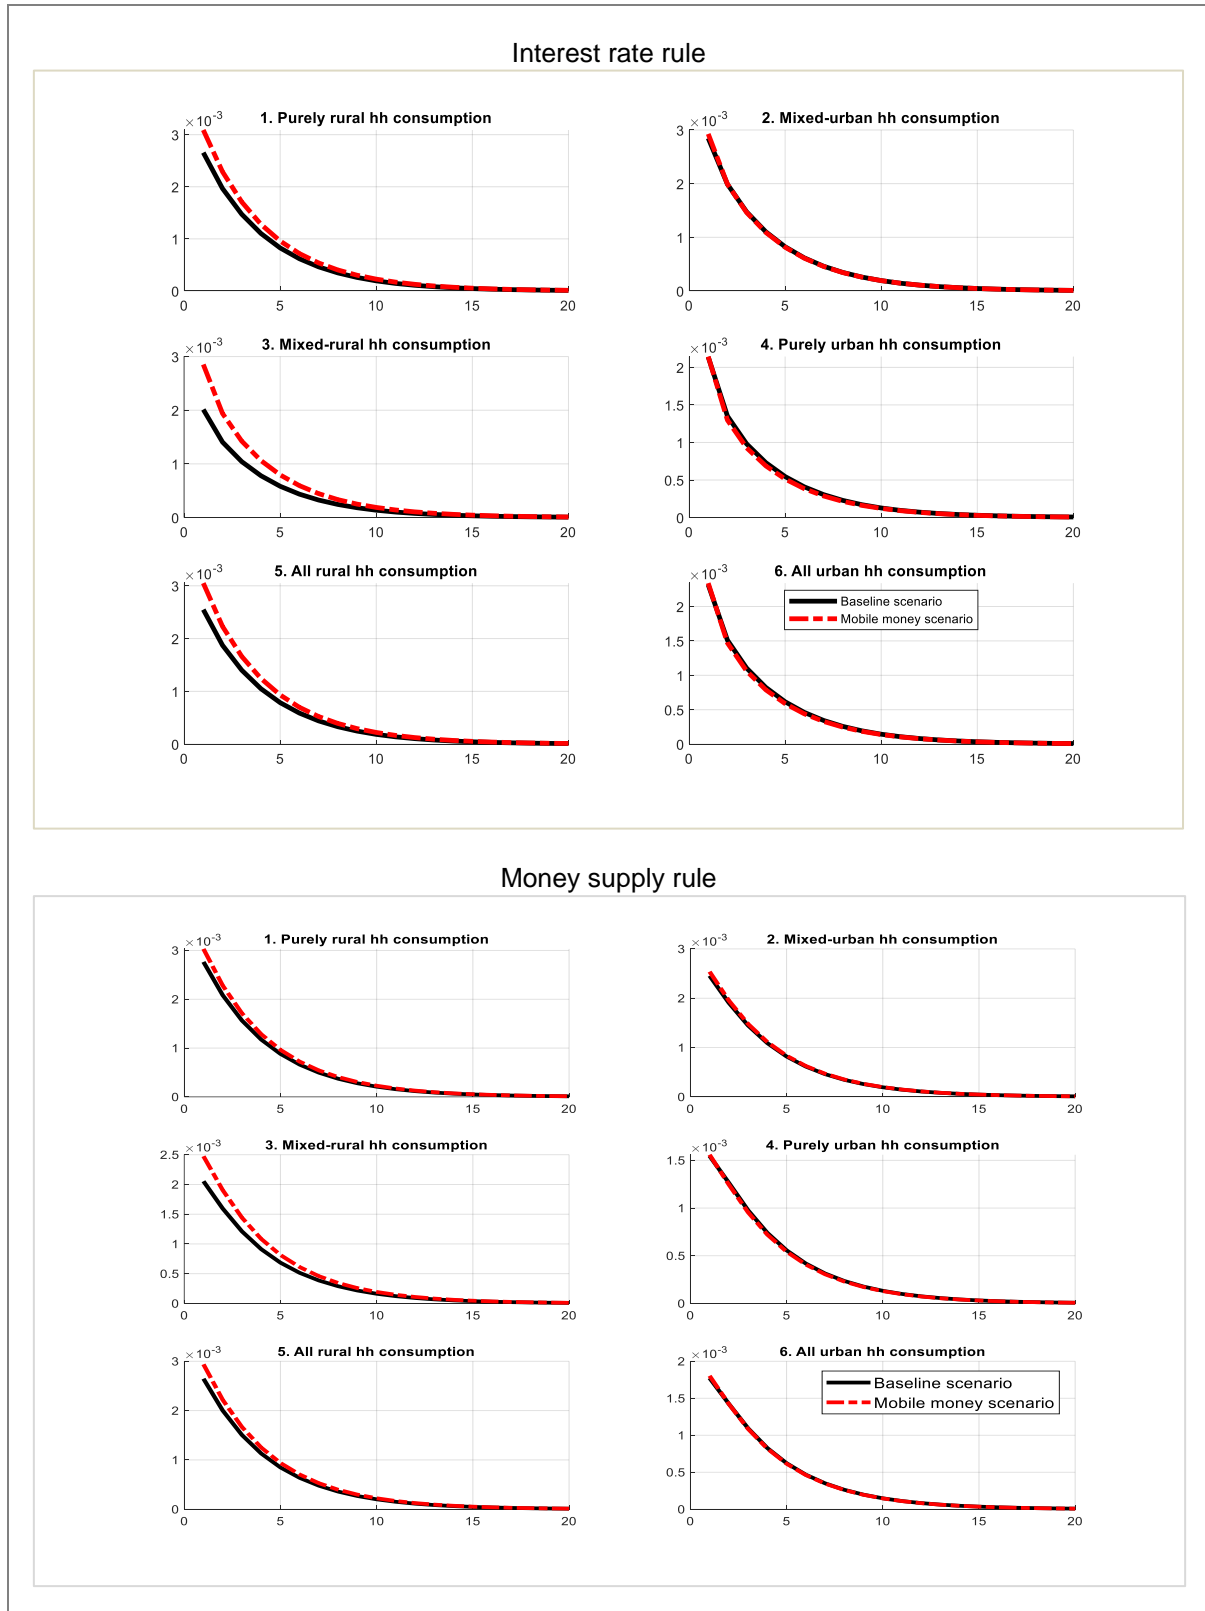 Interest rate rule
1. Purely rural hh consumption
×10⁻³
3
2
1
0
0 5 10 15 20
2. Mixed-urban hh consumption
×10⁻³
3
2
1
0
0 5 10 15 20
3. Mixed-rural hh consumption
×10⁻³
3
2
1
0
0 5 10 15 20
4. Purely urban hh consumption
×10⁻³
2
1.5
1
0.5
0
0 5 10 15 20
5. All rural hh consumption
×10⁻³
3
2
1
0
0 5 10 15 20
6. All urban hh consumption
×10⁻³
Baseline scenario
Mobile money scenario
2
1.5
1
0.5
0
0 5 10 15 20
Money supply rule
1. Purely rural hh consumption
×10⁻³
3
2
1
0
0 5 10 15 20
2. Mixed-urban hh consumption
×10⁻³
3
2
1
0
0 5 10 15 20
3. Mixed-rural hh consumption
×10⁻³
2.5
2
1.5
1
0.5
0
0 5 10 15 20
4. Purely urban hh consumption
×10⁻³
1.5
1
0.5
0
0 5 10 15 20
5. All rural hh consumption
×10⁻³
3
2
1
0
0 5 10 15 20
6. All urban hh consumption
×10⁻³
Baseline scenario
Mobile money scenario
2
1.5
1
0.5
0
0 5 10 15 20